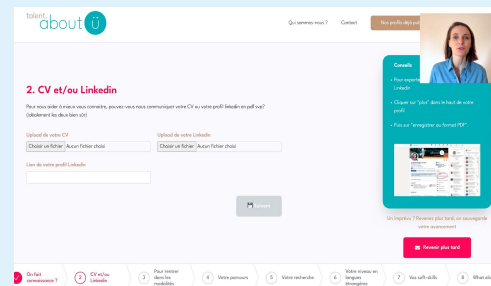 talent.
about ü
Qui sommes-nous ?
Contact
Nos profils déjà pu
2. CV et/ou Linkedin
Pour nous aider à mieux vous connaitre, pouvez-vous nous communiquer votre CV ou votre profil linkedin en pdf svp?
(idéalement les deux bien sûr)
Upload de votre CV
Upload de votre Linkedin
Choisir un fichier Aucun fichier choisi
Choisir un fichier Aucun fichier choisi
Lien de votre profil Linkedin
Suivant
Conseils
- Pour exporte
Linkedin
- Cliquer sur "plus" dans le haut de votre
profil
- Puis sur "enregistrer au format PDF".
Un imprévu ? Revenez plus tard, on sauvegarde
votre avancement
Revenir plus tard
On fait
connaissance ?
2 CV et/ou
Linkedin
3 Pour rentrer
dans les
modalités
4 Votre parcours
5 Votre recherche
6 Votre niveau en
langues
étrangères
7 Vos soft-skills
8 What els